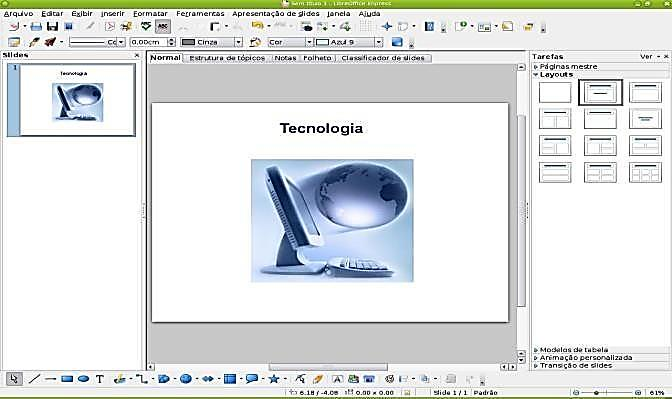 Sem título 1 - LibreOffice Impress
Arquivo Editar Exibir Inserir Formatar Ferramentas Apresentação de slides Janela Ajuda
0.00cm Cinza Cor Azul 9
Slides
Normal Estrutura de tópicos Notas Folheto Classificador de slides
Tarefas Ver
Páginas mestre
Layouts
1
Tecnologia
Tecnologia
Modelos de tabela
Animação personalizada
Transição de slides
6.18 / -4.08 0.00 x 0.00 Slide 1 / 1 Padrão 61%